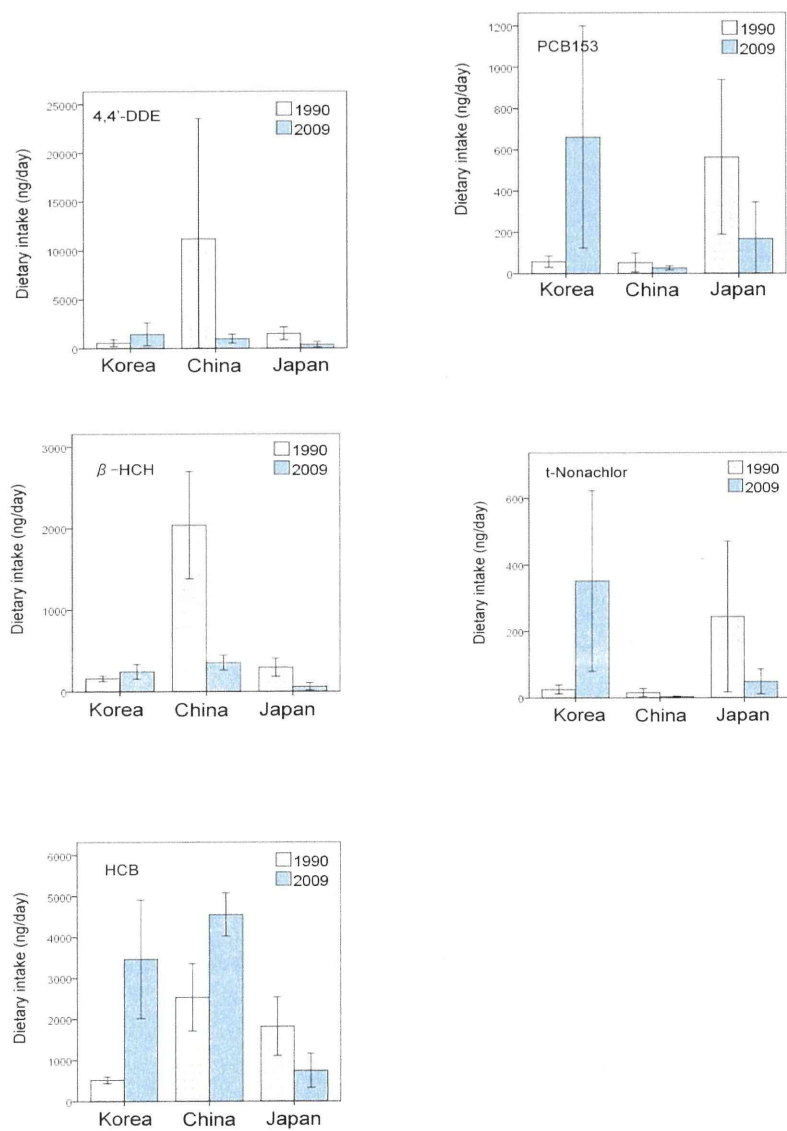 4,4'-DDE
1990
2009
Dietary intake (ng/day)
25000
20000
15000
10000
5000
0
Korea China Japan
PCB153
1990
2009
Dietary intake (ng/day)
1200
1000
800
600
400
200
0
Korea China Japan
β-HCH
1990
2009
Dietary intake (ng/day)
3000
2000
1000
0
Korea China Japan
t-Nonachlor
1990
2009
Dietary intake (ng/day)
600
400
200
0
Korea China Japan
HCB
1990
2009
Dietary intake (ng/day)
6000
5000
4000
3000
2000
1000
0
Korea China Japan